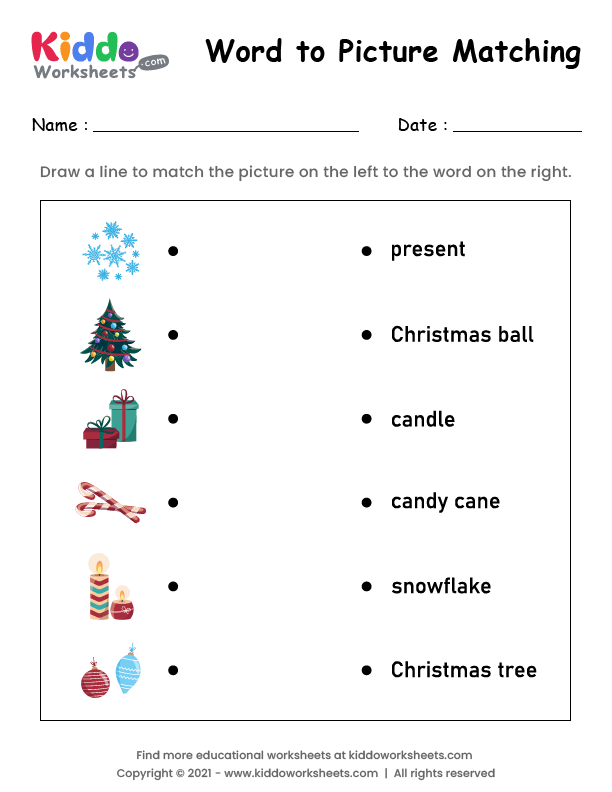 Kiddo
Worksheets .com
Word to Picture Matching
Name : Date :
Draw a line to match the picture on the left to the word on the right.
present
Christmas ball
candle
candy cane
snowflake
Christmas tree
Find more educational worksheets at kiddoworksheets.com
Copyright © 2021 - www.kiddoworksheets.com | All rights reserved